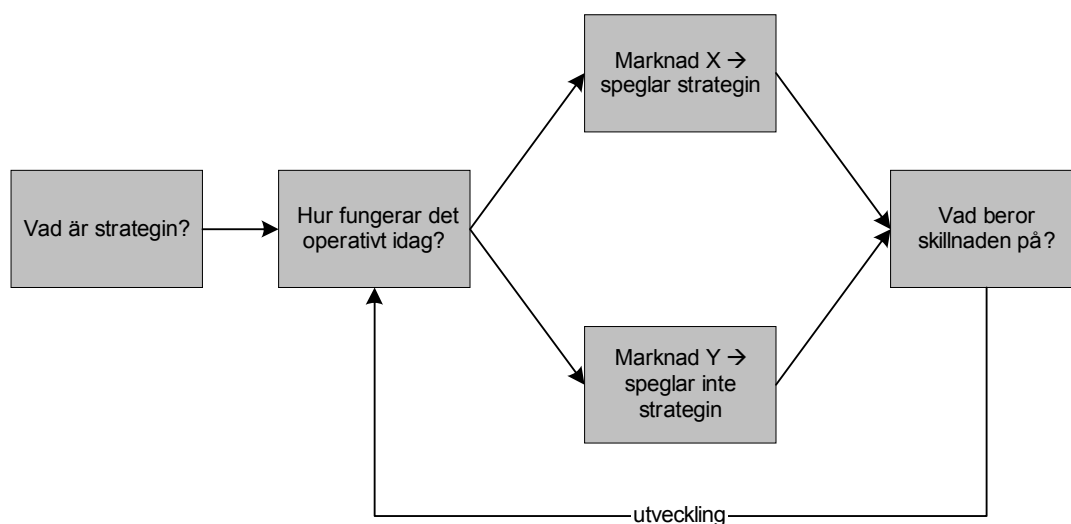 Vad är strategin?
Hur fungerar det
operativt idag?
Marknad X →
speglar strategin
Marknad Y →
speglar inte
strategin
Vad beror
skillnaden på?
utveckling